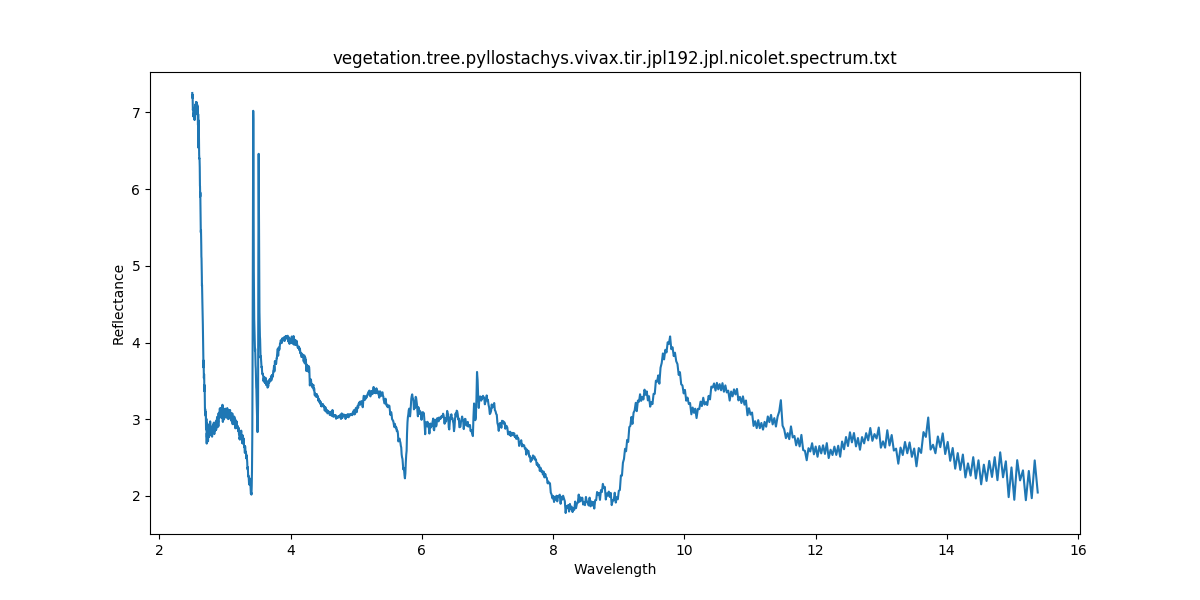 vegetation.tree.pyllostachys.vivax.tir.jpl192.jpl.nicolet.spectrum.txt
7
6
5
4
3
2
Reflectance
2 4 6 8 10 12 14 16
Wavelength